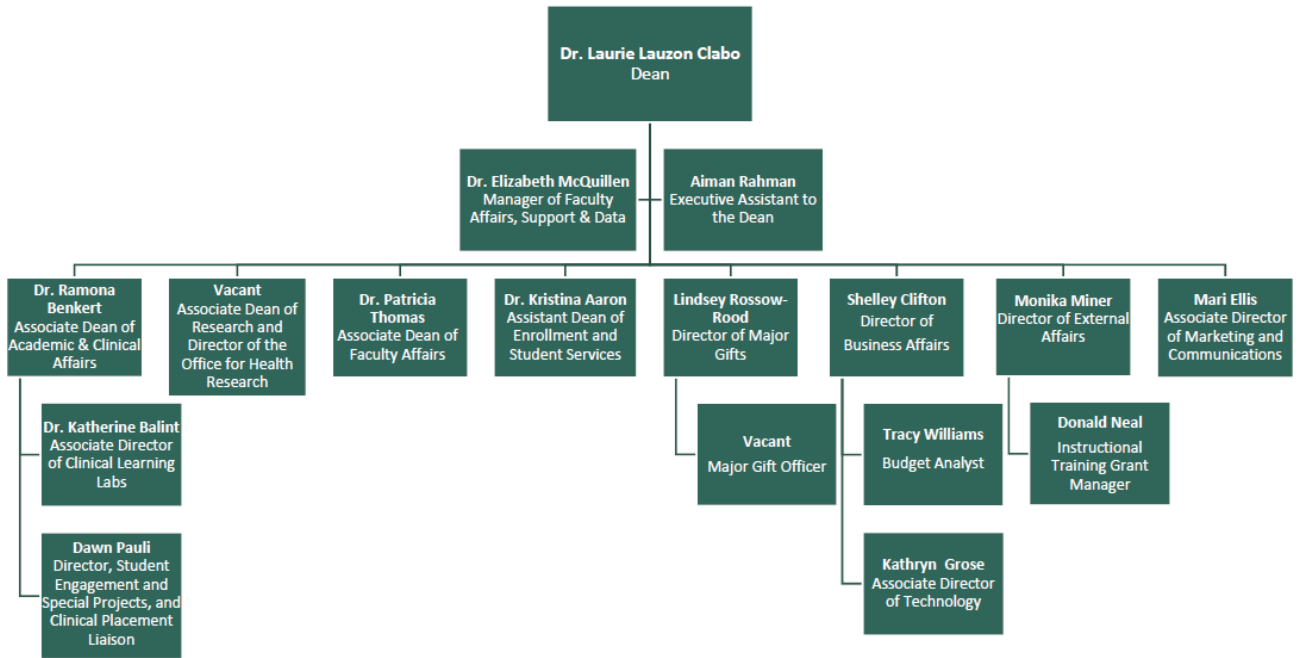 Dr. Laurie Lauzon Clabo
Dean
Dr. Elizabeth McQuillen
Manager of Faculty
Affairs, Support & Data
Aiman Rahman
Executive Assistant to
the Dean
Dr. Ramona
Benkert
Associate Dean of
Academic & Clinical
Affairs
Vacant
Associate Dean of
Research and
Director of the
Office for Health
Research
Dr. Patricia
Thomas
Associate Dean of
Faculty Affairs
Dr. Kristina Aaron
Assistant Dean of
Enrollment and
Student Services
Lindsey Rossow-
Rood
Director of Major
Gifts
Shelley Clifton
Director of
Business Affairs
Monika Miner
Director of External
Affairs
Mari Ellis
Associate Director
of Marketing and
Communications
Dr. Katherine Balint
Associate Director
of Clinical Learning
Labs
Vacant
Major Gift Officer
Tracy Williams
Budget Analyst
Donald Neal
Instructional
Training Grant
Manager
Dawn Pauli
Director, Student
Engagement and
Special Projects, and
Clinical Placement
Liaison
Kathryn Grose
Associate Director
of Technology